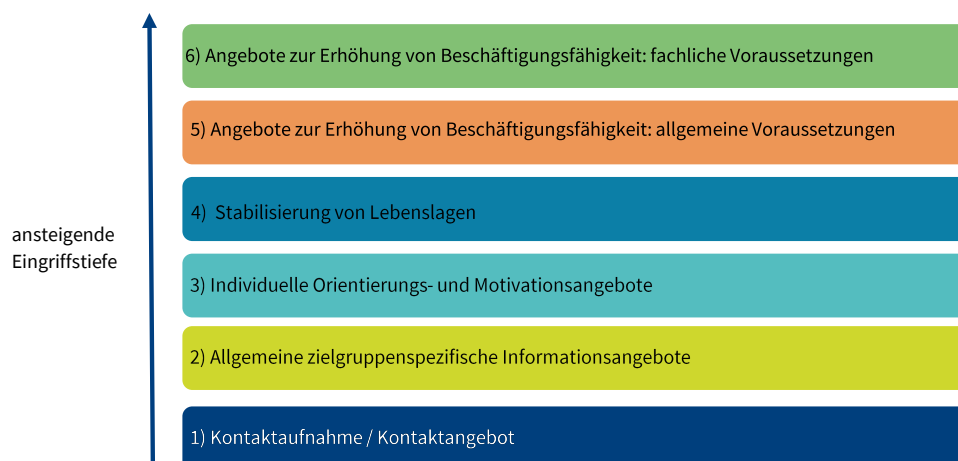 6) Angebote zur Erhöhung von Beschäftigungsfähigkeit: fachliche Voraussetzungen
5) Angebote zur Erhöhung von Beschäftigungsfähigkeit: allgemeine Voraussetzungen
4) Stabilisierung von Lebenslagen
ansteigende
Eingriffstiefe
3) Individuelle Orientierungs- und Motivationsangebote
2) Allgemeine zielgruppenspezifische Informationsangebote
1) Kontaktaufnahme / Kontaktangebot